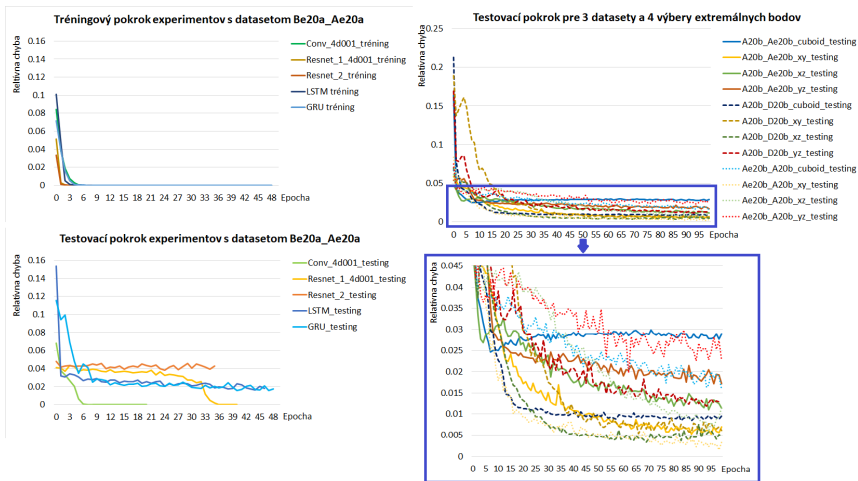 Tréningový pokrok experimentov s datasetom Be20a_Ae20a
Reltívna chyba
0.16
0.14
0.12
0.1
0.08
0.06
0.04
0.02
0
0 3 6 9 12 15 18 21 24 27 30 33 36 39 42 45 48 Epocha
Conv_4d001_tréning
Resnet_1_4d001_tréning
Resnet_2_tréning
LSTM tréning
GRU tréning
Testovací pokrok experimentov s datasetom Be20a_Ae20a
Relatívna chyba
0.16
0.14
0.12
0.1
0.08
0.06
0.04
0.02
0
0 3 6 9 12 15 18 21 24 27 30 33 36 39 42 45 48 Epocha
Conv_4d001_testing
Resnet_1_4d001_testing
Resnet_2_testing
LSTM_testing
GRU_testing
Testovací pokrok pre 3 datasety a 4 výbery extremálnych bodov
Relatívna chyba
0.25
0.2
0.15
0.1
0.05
0
0 5 10 15 20 25 30 35 40 45 50 55 60 65 70 75 80 85 90 95 Epocha
A20b_Ae20b_cuboid_testing
A20b_Ae20b_xy_testing
A20b_Ae20b_xz_testing
A20b_Ae20b_yz_testing
A20b_D20b_cuboid_testing
A20b_D20b_xy_testing
A20b_D20b_xz_testing
A20b_D20b_yz_testing
Ae20b_A20b_cuboid_testing
Ae20b_A20b_xy_testing
Ae20b_A20b_xz_testing
Ae20b_A20b_yz_testing
Relatívna chyba
0.045
0.04
0.035
0.03
0.025
0.02
0.015
0.01
0.005
0
0 5 10 15 20 25 30 35 40 45 50 55 60 65 70 75 80 85 90 95 Epocha